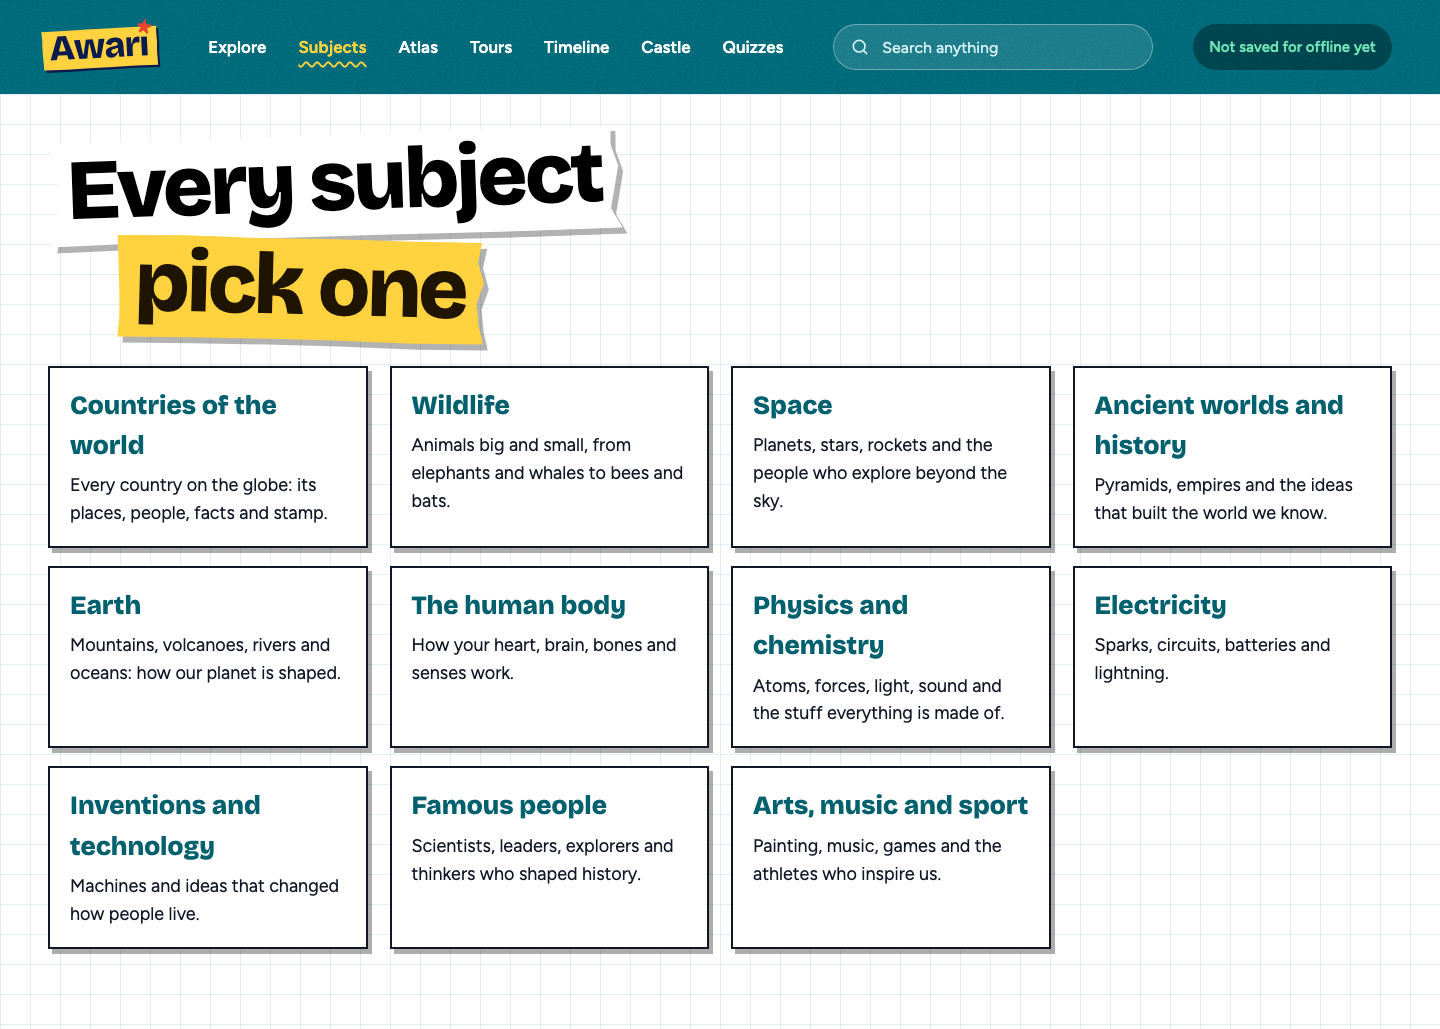 Awari
Explore
Subjects
Atlas
Tours
Timeline
Castle
Quizzes
Search anything
Not saved for offline yet
Every subject
pick one
Countries of the
world
Every country on the globe: its
places, people, facts and stamp.
Wildlife
Animals big and small, from
elephants and whales to bees and
bats.
Space
Planets, stars, rockets and the
people who explore beyond the
sky.
Ancient worlds and
history
Pyramids, empires and the ideas
that built the world we know.
Earth
Mountains, volcanoes, rivers and
oceans: how our planet is shaped.
The human body
How your heart, brain, bones and
senses work.
Physics and
chemistry
Atoms, forces, light, sound and
the stuff everything is made of.
Electricity
Sparks, circuits, batteries and
lightning.
Inventions and
technology
Machines and ideas that changed
how people live.
Famous people
Scientists, leaders, explorers and
thinkers who shaped history.
Arts, music and sport
Painting, music, games and the
athletes who inspire us.